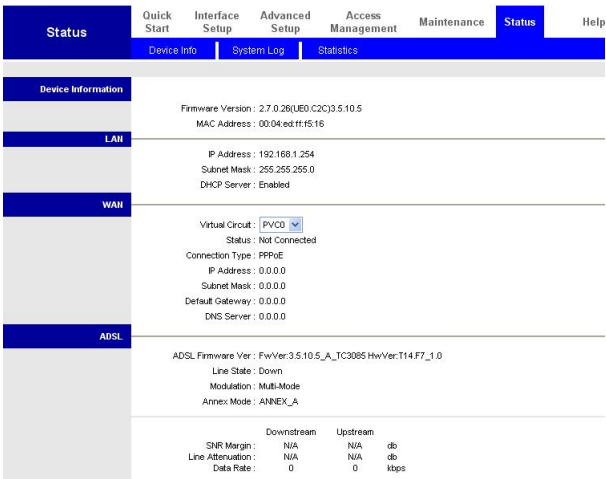 Status
Quick Start
Interface Setup
Advanced Setup
Access Management
Maintenance
Status
Help
Device Info
System Log
Statistics
Device Information
Firmware Version : 2.7.0.26(UE0.C2C)3.5.10.5
MAC Address : 00:04:ed:ff:f5:16
LAN
IP Address : 192.168.1.254
Subnet Mask : 255.255.255.0
DHCP Server : Enabled
WAN
Virtual Circuit : PVC0
Status : Not Connected
Connection Type : PPPoE
IP Address : 0.0.0.0
Subnet Mask : 0.0.0.0
Default Gateway : 0.0.0.0
DNS Server : 0.0.0.0
ADSL
ADSL Firmware Ver : FwVer:3.5.10.5_A_TC3085 HwVer:T14.F7_1.0
Line State : Down
Modulation : Multi-Mode
Annex Mode : ANNEX_A
Downstream Upstream
SNR Margin : N/A N/A db
Line Attenuation : N/A N/A db
Data Rate : 0 0 kbps